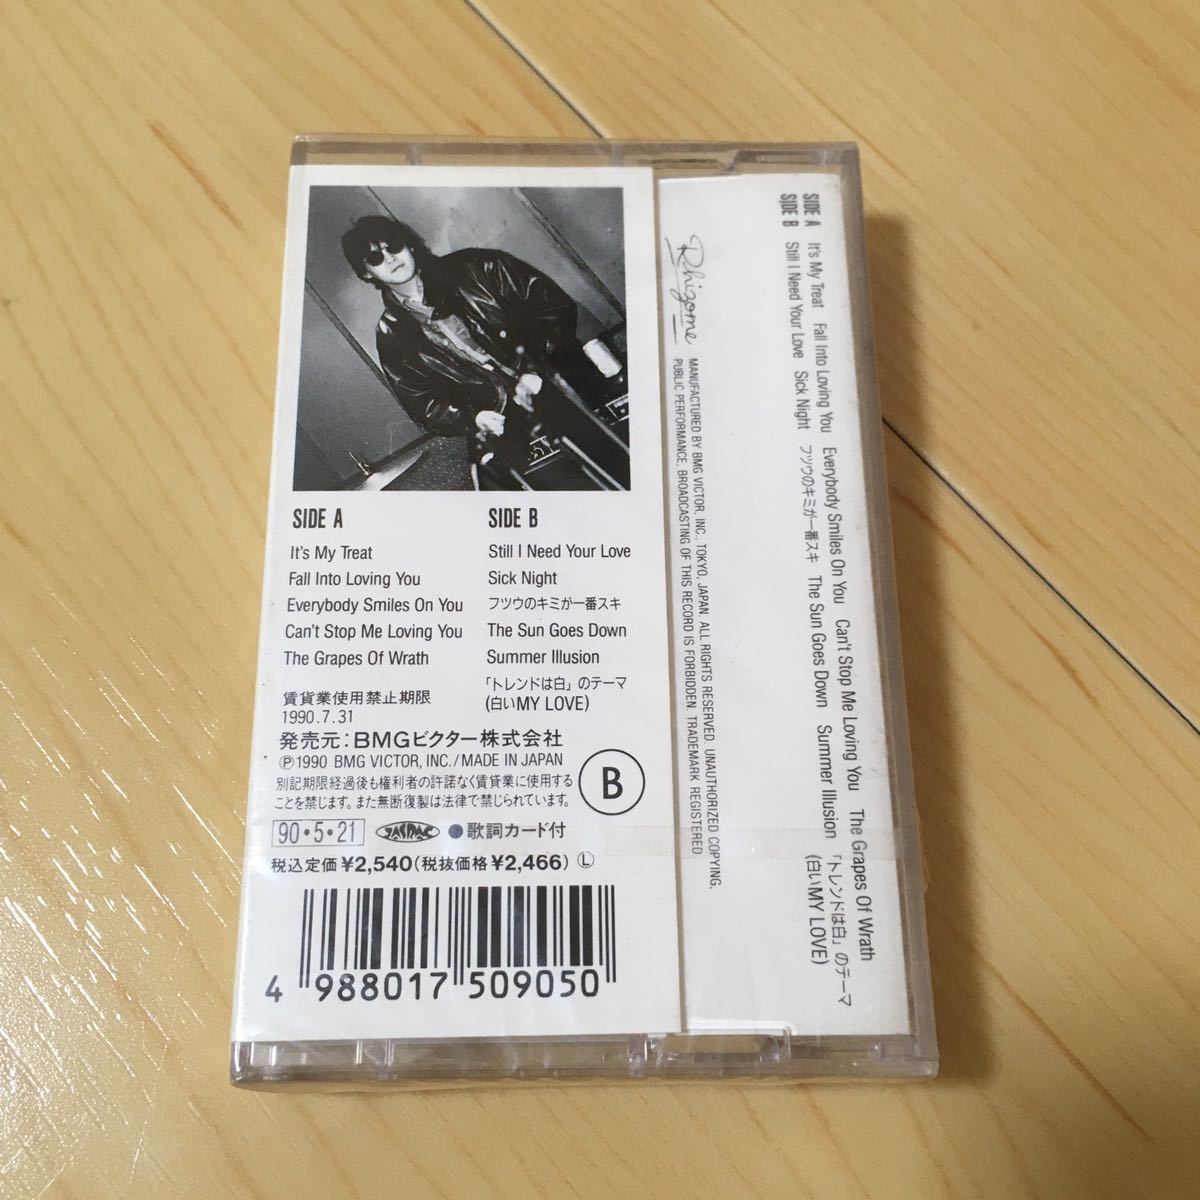 SIDE A
It's My Treat
Fall Into Loving You
Everybody Smiles On You
Can't Stop Me Loving You
The Grapes Of Wrath
SIDE B
Still I Need Your Love
Sick Night
フツウのキミが一番スキ
The Sun Goes Down
Summer Illusion
「トレンドは白」のテーマ
(白いMY LOVE)
賃貸業使用禁止期限
1990.7.31
発売元:BMGビクター株式会社
Ⓟ1990 BMG VICTOR, INC./MADE IN JAPAN
別記期限経過後も権利者の許諾なく賃貸業に使用する
ことを禁じます。また無断複製は法律で禁じられています。
B
90・5・21 JASRAC ●歌詞カード付
税込定価¥2,540(税抜価格¥2,466) Ⓛ
4 988017 509050
Rhizome
MANUFACTURED BY BMG VICTOR, INC., TOKYO, JAPAN. ALL RIGHTS RESERVED. UNAUTHORIZED COPYING,
PUBLIC PERFORMANCE, BROADCASTING OF THIS RECORD IS FORBIDDEN. TRADEMARK REGISTERED
SIDE A It's My Treat Fall Into Loving You Everybody Smiles On You Can't Stop Me Loving You The Grapes Of Wrath
SIDE B Still I Need Your Love Sick Night フツウのキミが一番スキ The Sun Goes Down Summer Illusion 「トレンドは白」のテーマ
(白いMY LOVE)